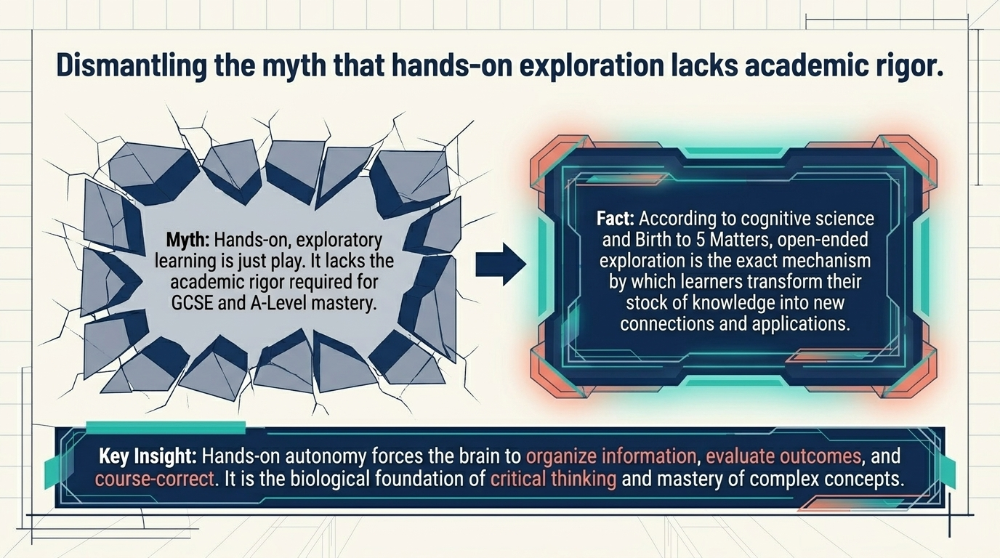 Dismantling the myth that hands-on exploration lacks academic rigor.
Myth: Hands-on, exploratory
learning is just play. It lacks the
academic rigor required for
GCSE and A-Level mastery.
Fact: According to cognitive science
and Birth to 5 Matters, open-ended
exploration is the exact mechanism
by which learners transform their
stock of knowledge into new
connections and applications.
Key Insight: Hands-on autonomy forces the brain to organize information, evaluate outcomes, and
course-correct. It is the biological foundation of critical thinking and mastery of complex concepts.